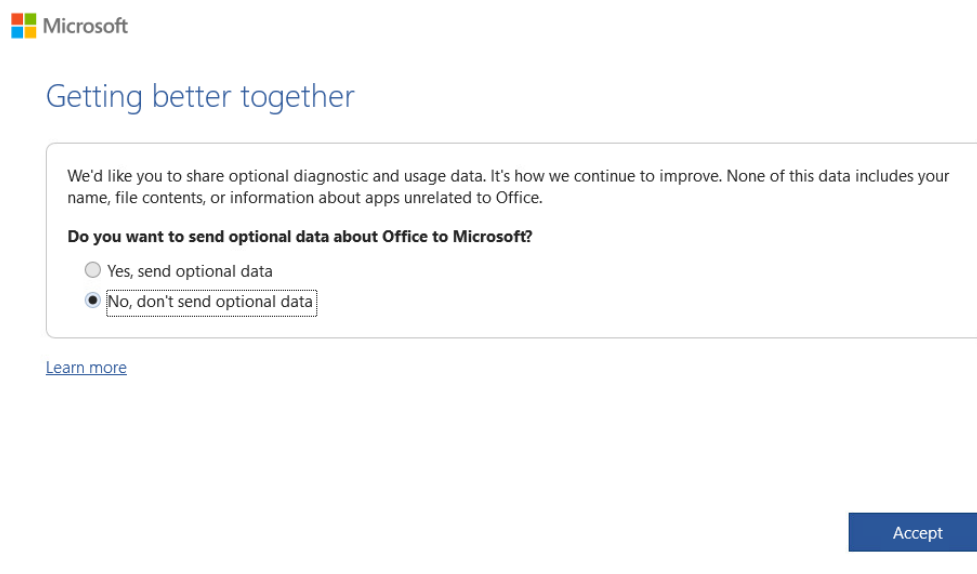 Microsoft
Getting better together
We'd like you to share optional diagnostic and usage data. It's how we continue to improve. None of this data includes your
name, file contents, or information about apps unrelated to Office.
Do you want to send optional data about Office to Microsoft?
Yes, send optional data
No, don't send optional data
Learn more
Accept